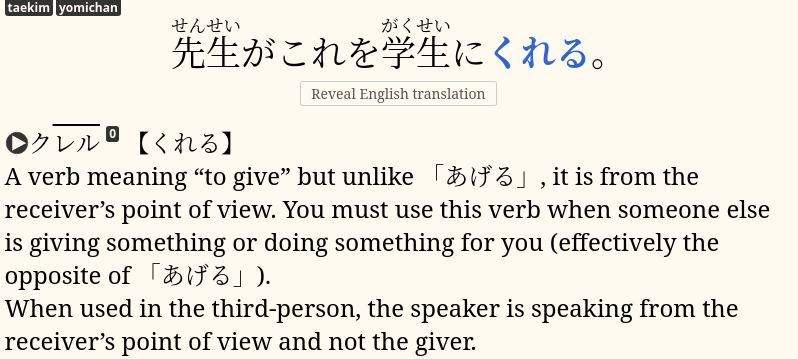 taekim yomichan
せんせい がくせい
先生がこれを学生にくれる。
Reveal English translation
クレル 0 【くれる】
A verb meaning “to give” but unlike 「あげる」, it is from the
receiver’s point of view. You must use this verb when someone else
is giving something or doing something for you (effectively the
opposite of 「あげる」).
When used in the third-person, the speaker is speaking from the
receiver’s point of view and not the giver.